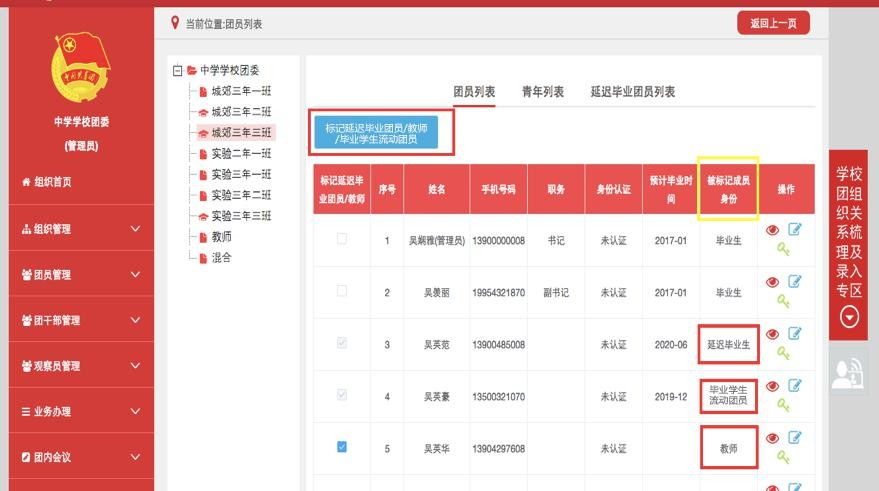 当前位置:团员列表
返回上一页
中学学校团委
(管理员)
组织首页
组织管理
团员管理
团干部管理
观察员管理
业务办理
团内会议
中学学校团委
城郊三年一班
城郊三年二班
城郊三年三班
实验二年一班
实验三年一班
实验三年二班
实验三年三班
教师
混合
团员列表 青年列表 延迟毕业团员列表
标记延迟毕业团员/教师
/毕业学生流动团员
标记延迟毕业团员/教师 序号 姓名 手机号码 职务 身份认证 预计毕业时间 被标记成员身份 操作
1 吴娴雅(管理员) 13900000008 书记 未认证 2017-01 毕业生
2 吴羡丽 19954321870 副书记 未认证 2017-01 毕业生
3 吴英范 13900485008 未认证 2020-06 延迟毕业生
4 吴英豪 13500321070 未认证 2019-12 毕业学生流动团员
5 吴英华 13904297608 未认证 教师
学校
团组
织关
系梳
理及
录入
专区